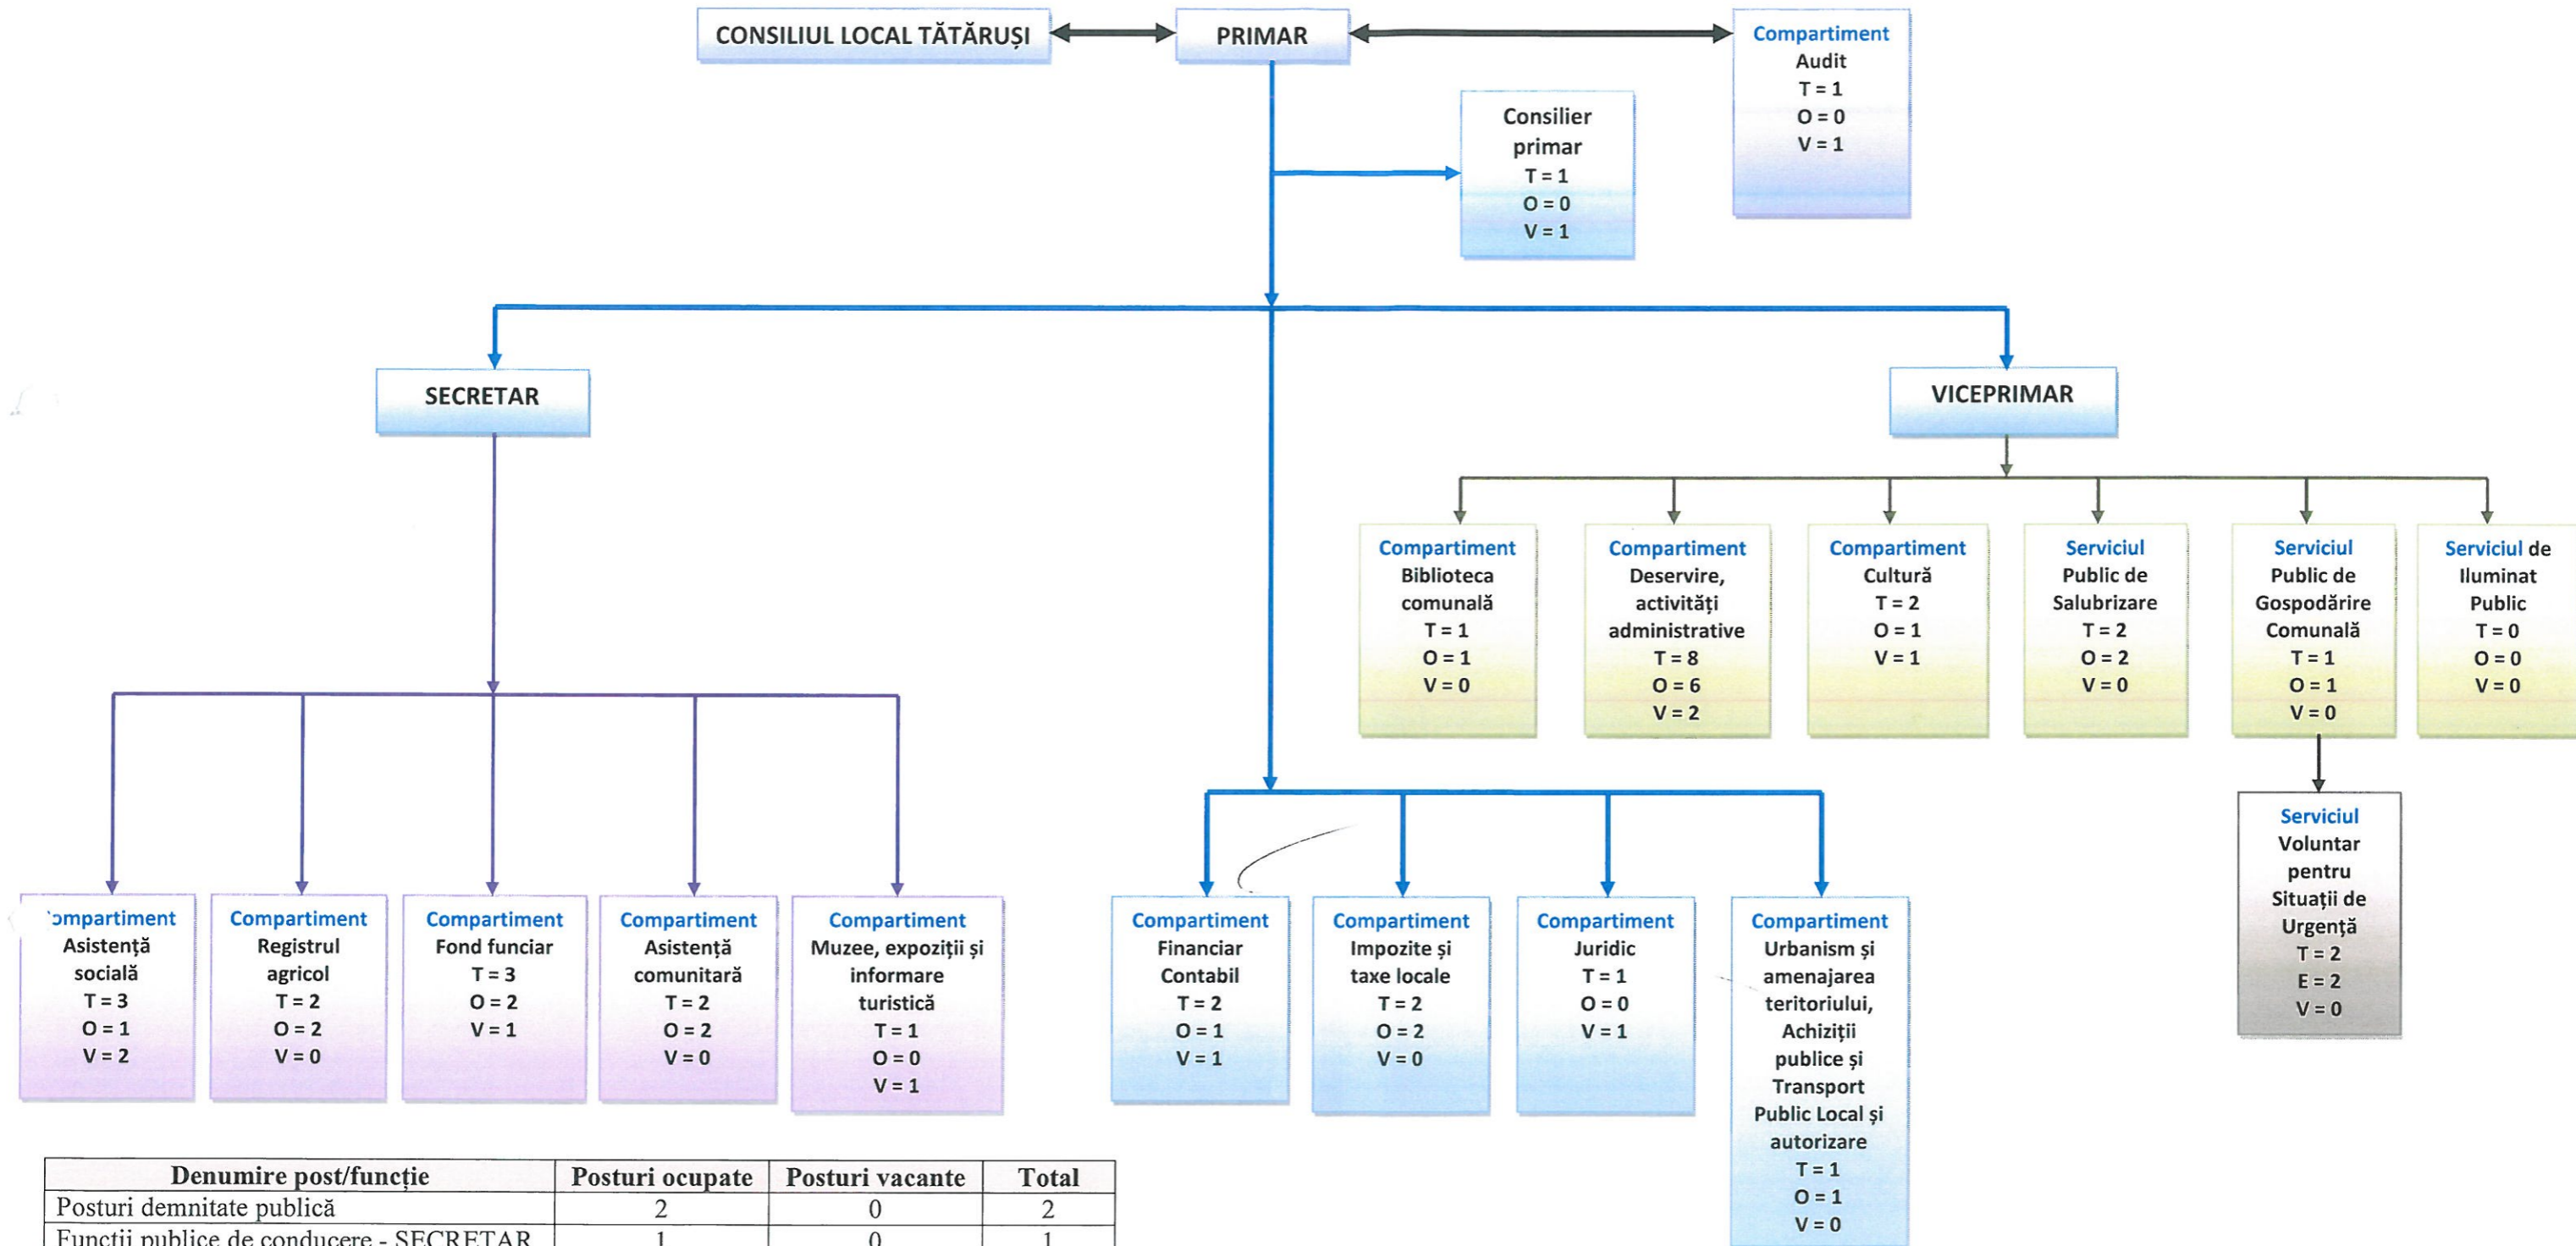 CONSILIUL LOCAL TĂTĂRUȘI
PRIMAR
Compartiment
Audit
T = 1
O = 0
V = 1
Consilier
primar
T = 1
O = 0
V = 1
SECRETAR
VICEPRIMAR
Compartiment
Biblioteca
comunală
T = 1
O = 1
V = 0
Compartiment
Deservire,
activități
administrative
T = 8
O = 6
V = 2
Compartiment
Cultură
T = 2
O = 1
V = 1
Serviciul
Public de
Salubrizare
T = 2
O = 2
V = 0
Serviciul
Public de
Gospodărire
Comunală
T = 1
O = 1
V = 0
Serviciul de
Iluminat
Public
T = 0
O = 0
V = 0
Serviciul
Voluntar
pentru
Situații de
Urgență
T = 2
E = 2
V = 0
ompartiment
Asistență
socială
T = 3
O = 1
V = 2
Compartiment
Registrul
agricol
T = 2
O = 2
V = 0
Compartiment
Fond funciar
T = 3
O = 2
V = 1
Compartiment
Asistență
comunitară
T = 2
O = 2
V = 0
Compartiment
Muzee, expoziții și
informare
turistică
T = 1
O = 0
V = 1
Compartiment
Financiar
Contabil
T = 2
O = 1
V = 1
Compartiment
Impozite și
taxe locale
T = 2
O = 2
V = 0
Compartiment
Juridic
T = 1
O = 0
V = 1
Compartiment
Urbanism și
amenajarea
teritoriului,
Achiziții
publice și
Transport
Public Local și
autorizare
T = 1
O = 1
V = 0
Denumire post/funcție Posturi ocupate Posturi vacante Total
Posturi demnitate publică 2 0 2
Funcții publice de conducere - SECRETAR 1 0 1